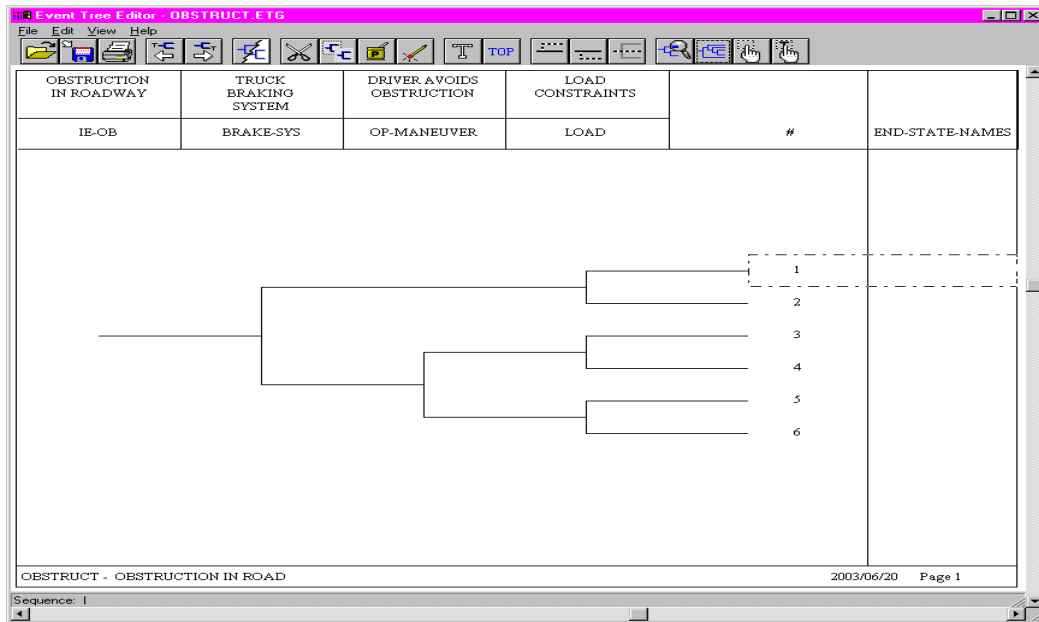 Event Tree Editor - OBSTRUCT.ETG
File Edit View Help
P T TOP
OBSTRUCTION IN ROADWAY
TRUCK BRAKING SYSTEM
DRIVER AVOIDS OBSTRUCTION
LOAD CONSTRAINTS
IE-OB BRAKE-SYS OP-MANEUVER LOAD # END-STATE-NAMES
1
2
3
4
5
6
OBSTRUCT - OBSTRUCTION IN ROAD 2003/06/20 Page 1
Sequence: |